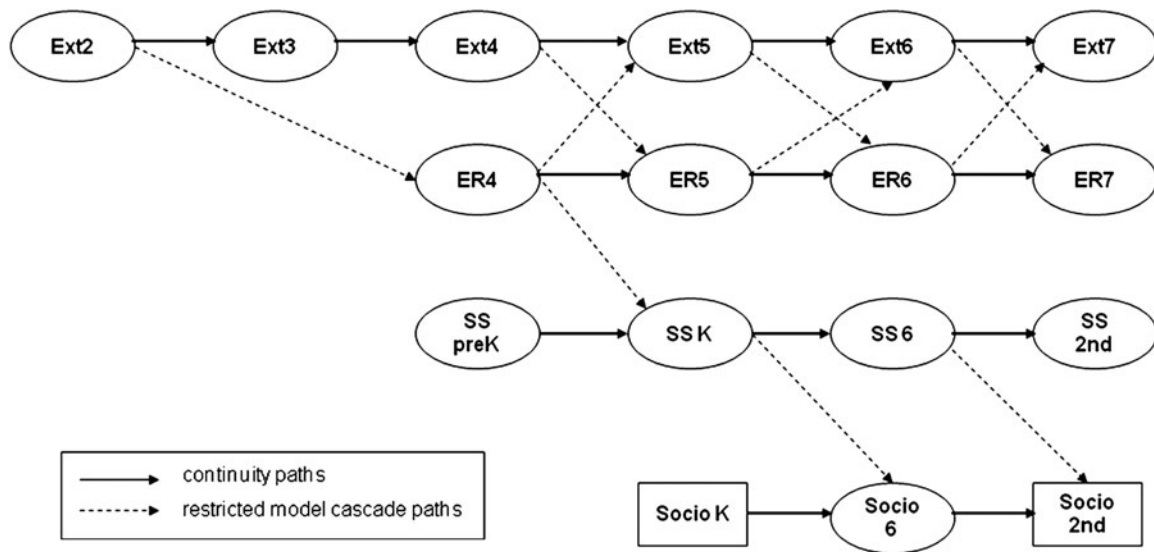 Ext2
Ext3
Ext4
Ext5
Ext6
Ext7
ER4
ER5
ER6
ER7
SS
preK
SS K
SS 6
SS
2nd
continuity paths
restricted model cascade paths
Socio K
Socio
6
Socio
2nd